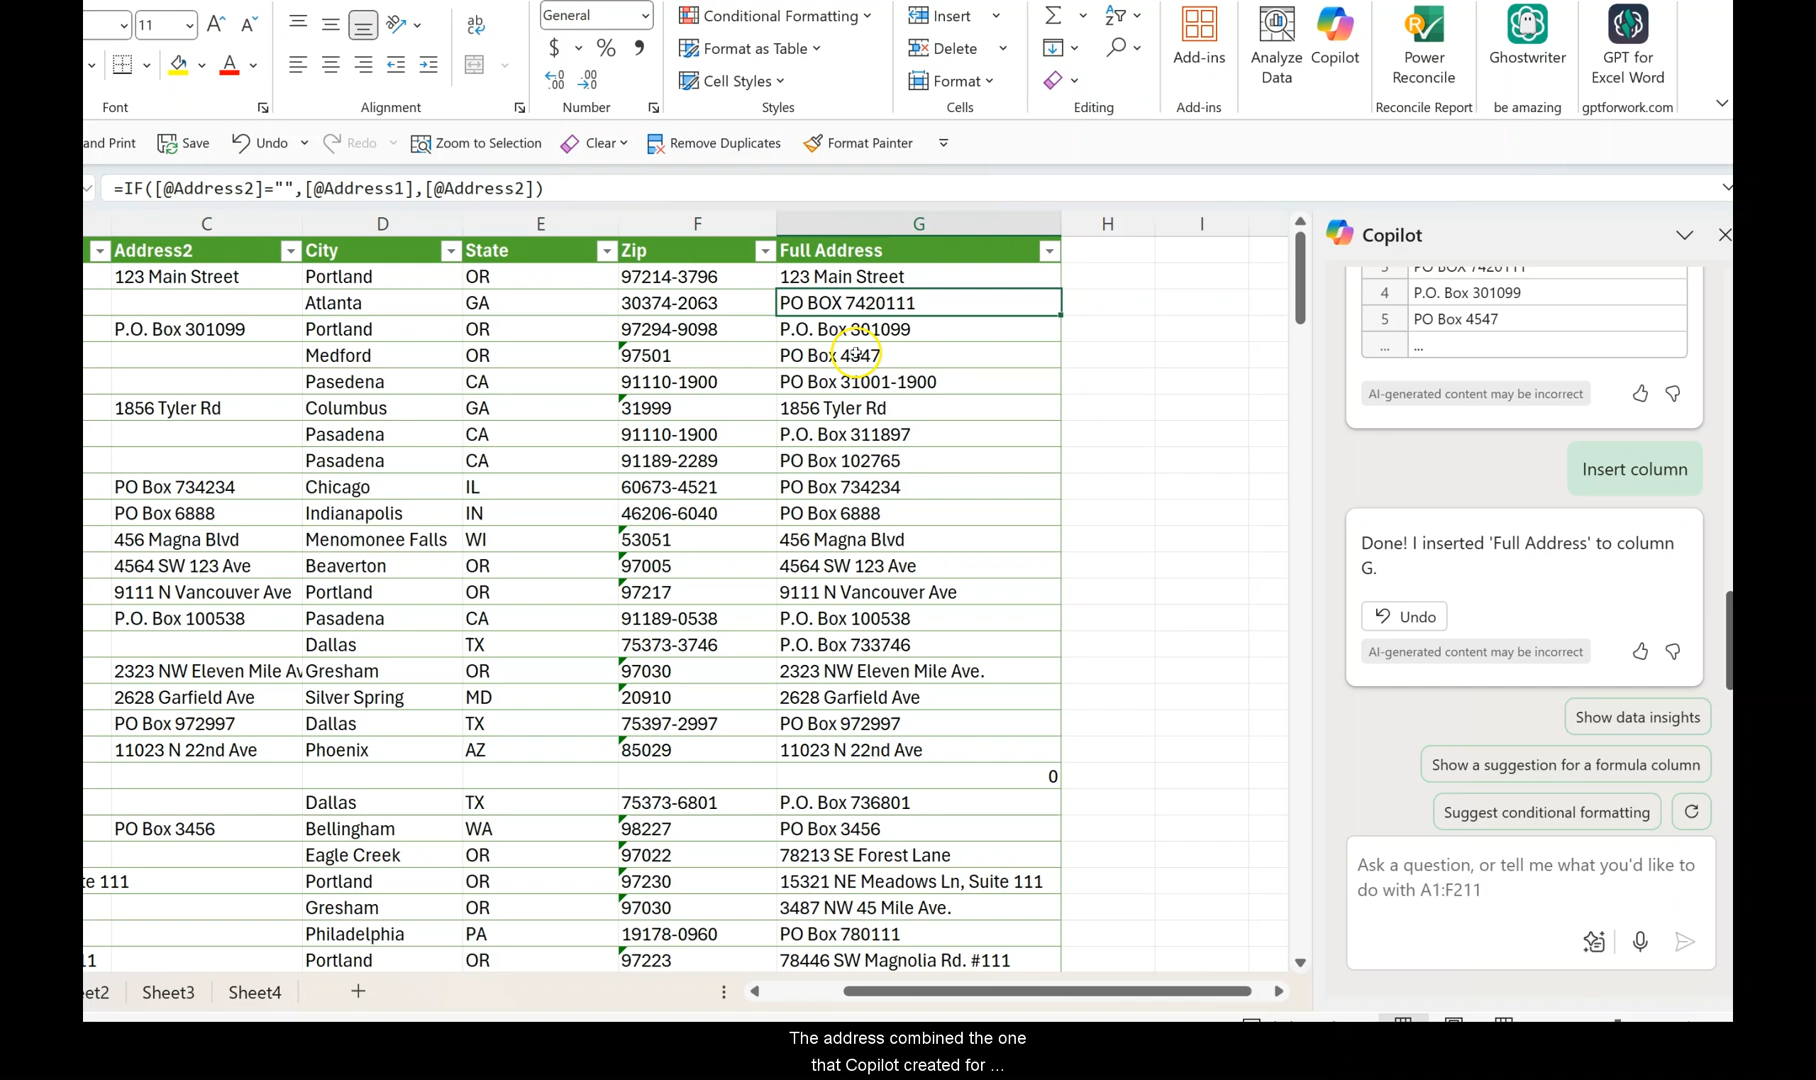 11
ab
General
Conditional Formatting
Insert
$ % 9
Format as Table
Delete
Cell Styles
Format
Add-ins
Analyze Data
Copilot
Power Reconcile
Ghostwriter
GPT for Excel Word
Font
Alignment
Number
Styles
Cells
Editing
Add-ins
Reconcile Report
be amazing
gptforwork.com
and Print
Save
Undo
Redo
Zoom to Selection
Clear
Remove Duplicates
Format Painter
=IF([@Address2]="",[@Address1],[@Address2])
C D E F G H I
Address2 City State Zip Full Address
123 Main Street Portland OR 97214-3796 123 Main Street
Atlanta GA 30374-2063 PO BOX 7420111
P.O. Box 301099 Portland OR 97294-9098 P.O. Box 301099
Medford OR 97501 PO Box 4547
Pasedena CA 91110-1900 PO Box 31001-1900
1856 Tyler Rd Columbus GA 31999 1856 Tyler Rd
Pasadena CA 91110-1900 P.O. Box 311897
Pasadena CA 91189-2289 PO Box 102765
PO Box 734234 Chicago IL 60673-4521 PO Box 734234
PO Box 6888 Indianapolis IN 46206-6040 PO Box 6888
456 Magna Blvd Menomonee Falls WI 53051 456 Magna Blvd
4564 SW 123 Ave Beaverton OR 97005 4564 SW 123 Ave
9111 N Vancouver Ave Portland OR 97217 9111 N Vancouver Ave
P.O. Box 100538 Pasadena CA 91189-0538 P.O. Box 100538
Dallas TX 75373-3746 P.O. Box 733746
2323 NW Eleven Mile Av Gresham OR 97030 2323 NW Eleven Mile Ave.
2628 Garfield Ave Silver Spring MD 20910 2628 Garfield Ave
PO Box 972997 Dallas TX 75397-2997 PO Box 972997
11023 N 22nd Ave Phoenix AZ 85029 11023 N 22nd Ave
0
Dallas TX 75373-6801 P.O. Box 736801
PO Box 3456 Bellingham WA 98227 PO Box 3456
Eagle Creek OR 97022 78213 SE Forest Lane
te 111 Portland OR 97230 15321 NE Meadows Ln, Suite 111
Gresham OR 97030 3487 NW 45 Mile Ave.
Philadelphia PA 19178-0960 PO Box 780111
11 Portland OR 97223 78446 SW Magnolia Rd. #111
et2 Sheet3 Sheet4
Copilot
3 PO BOX 7420111
4 P.O. Box 301099
5 PO Box 4547
... ...
AI-generated content may be incorrect
Insert column
Done! I inserted 'Full Address' to column
G.
Undo
AI-generated content may be incorrect
Show data insights
Show a suggestion for a formula column
Suggest conditional formatting
Ask a question, or tell me what you'd like to
do with A1:F211
The address combined the one
that Copilot created for ...